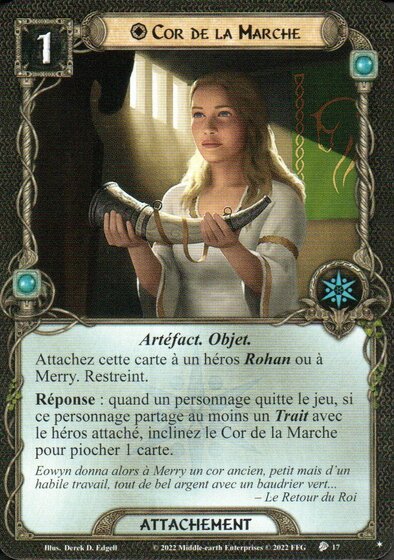 1
Cor de la Marche
Artéfact. Objet.
Attachez cette carte à un héros Rohan ou à
Merry. Restreint.
Réponse : quand un personnage quitte le jeu, si
ce personnage partage au moins un Trait avec
le héros attaché, inclinez le Cor de la Marche
pour piocher 1 carte.
Eowyn donna alors à Merry un cor ancien, petit mais d'un
habile travail, tout de bel argent avec un baudrier vert...
– Le Retour du Roi
Attachement
Illus. Derek D. Edgell © 2022 Middle-earth Enterprises © 2022 FFG 17